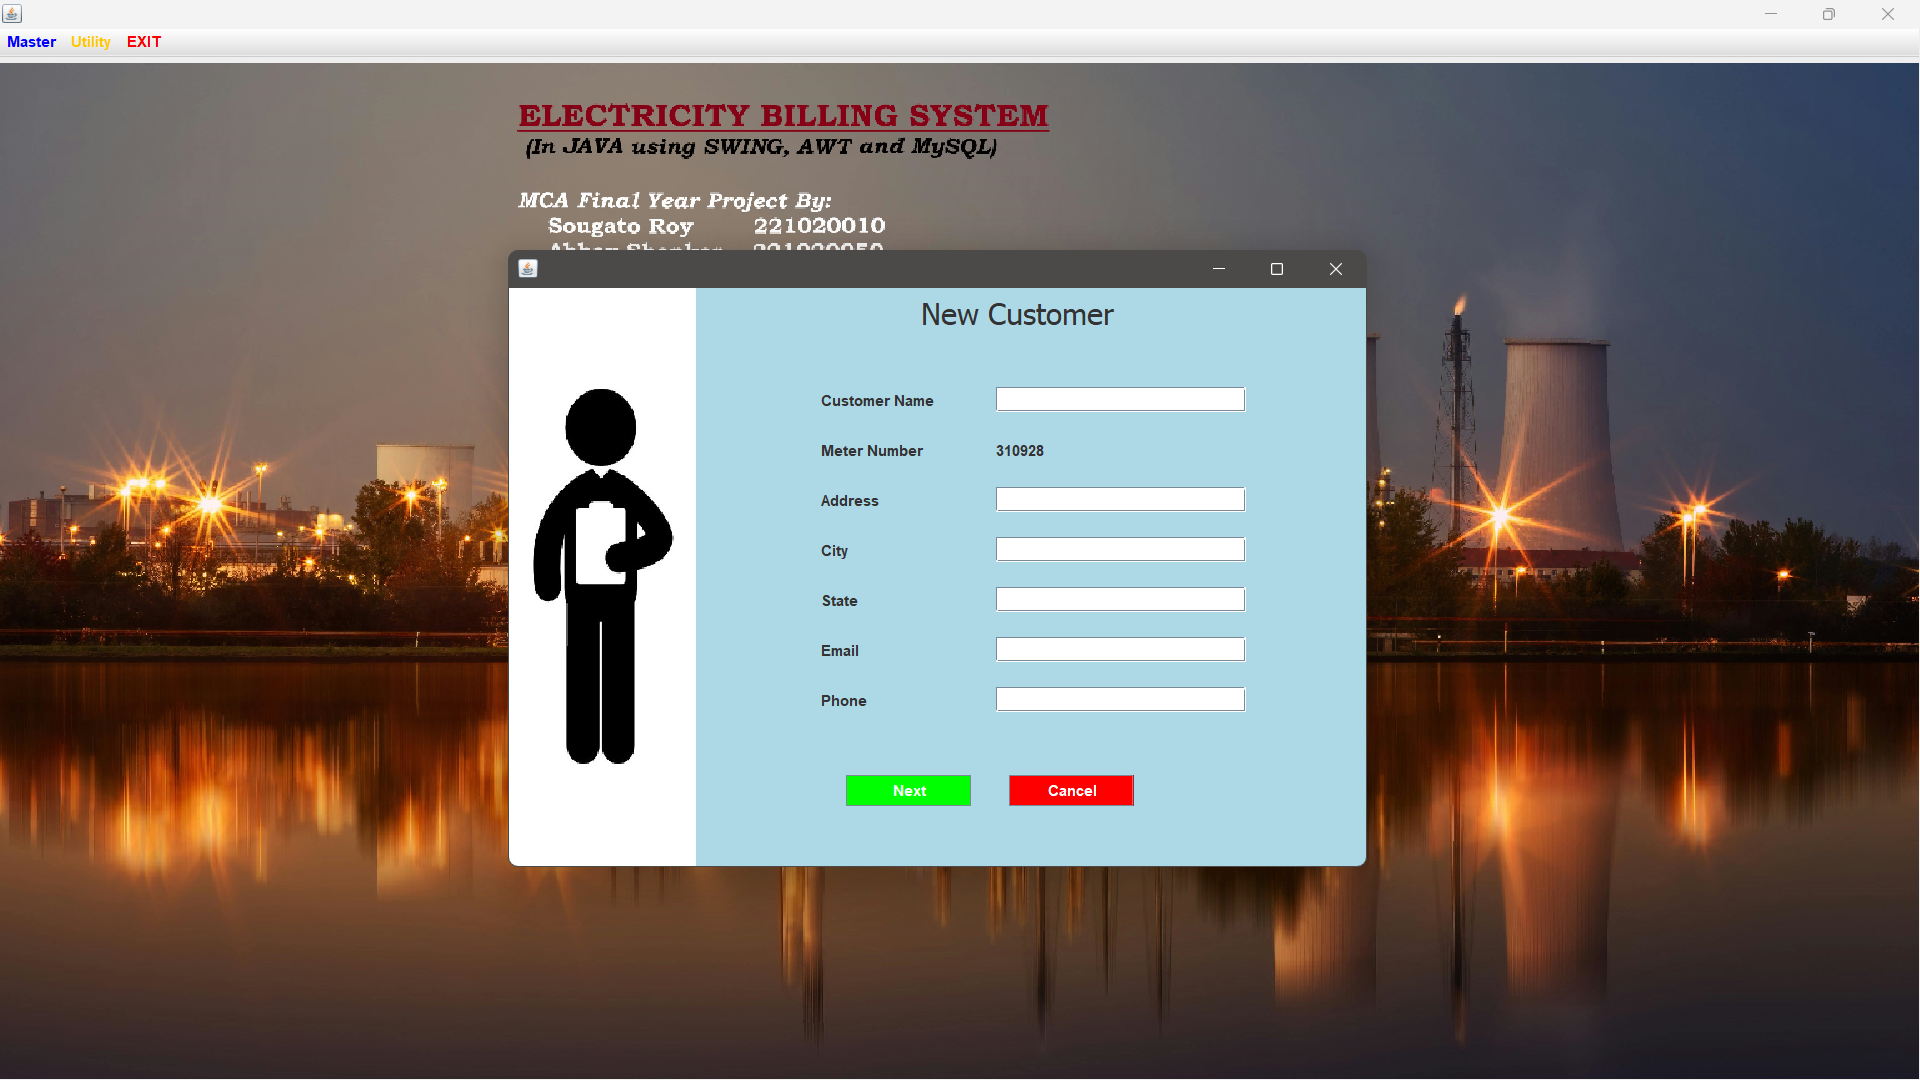 Master Utility EXIT
ELECTRICITY BILLING SYSTEM
(In JAVA using SWING, AWT and MySQL)
MCA Final Year Project By:
Sougato Roy 221020010
New Customer
Customer Name
Meter Number 310928
Address
City
State
Email
Phone
Next Cancel